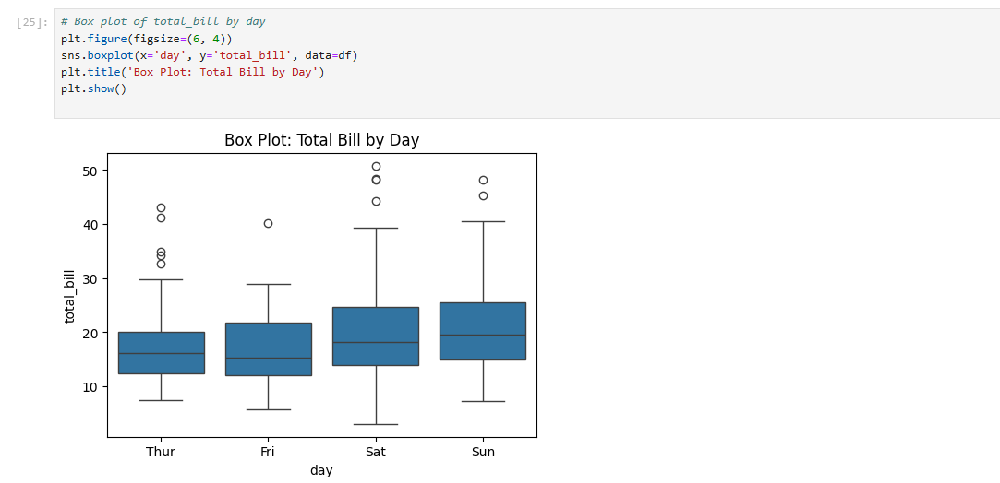 [25]:
# Box plot of total_bill by day
plt.figure(figsize=(6, 4))
sns.boxplot(x='day', y='total_bill', data=df)
plt.title('Box Plot: Total Bill by Day')
plt.show()
Box Plot: Total Bill by Day
50
40
30
20
10
total_bill
Thur Fri Sat Sun
day